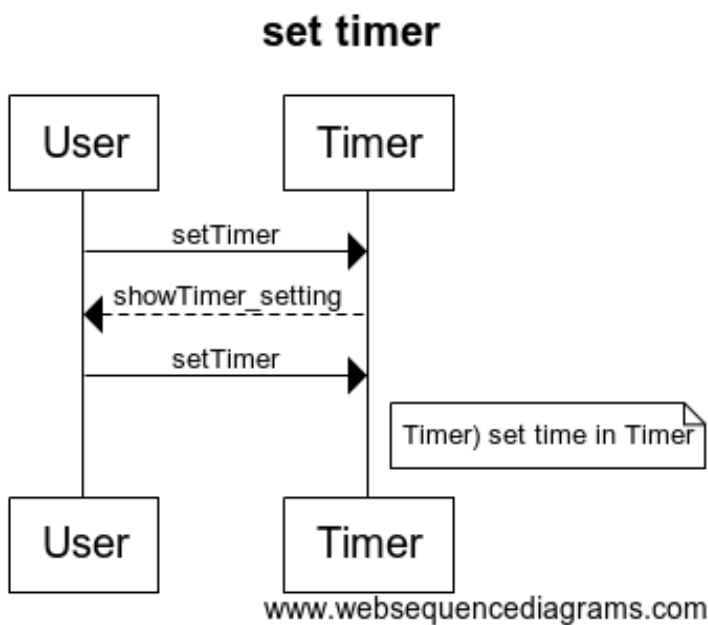 set timer
User
Timer
setTimer
showTimer_setting
setTimer
Timer) set time in Timer
User
Timer
www.websequencediagrams.com